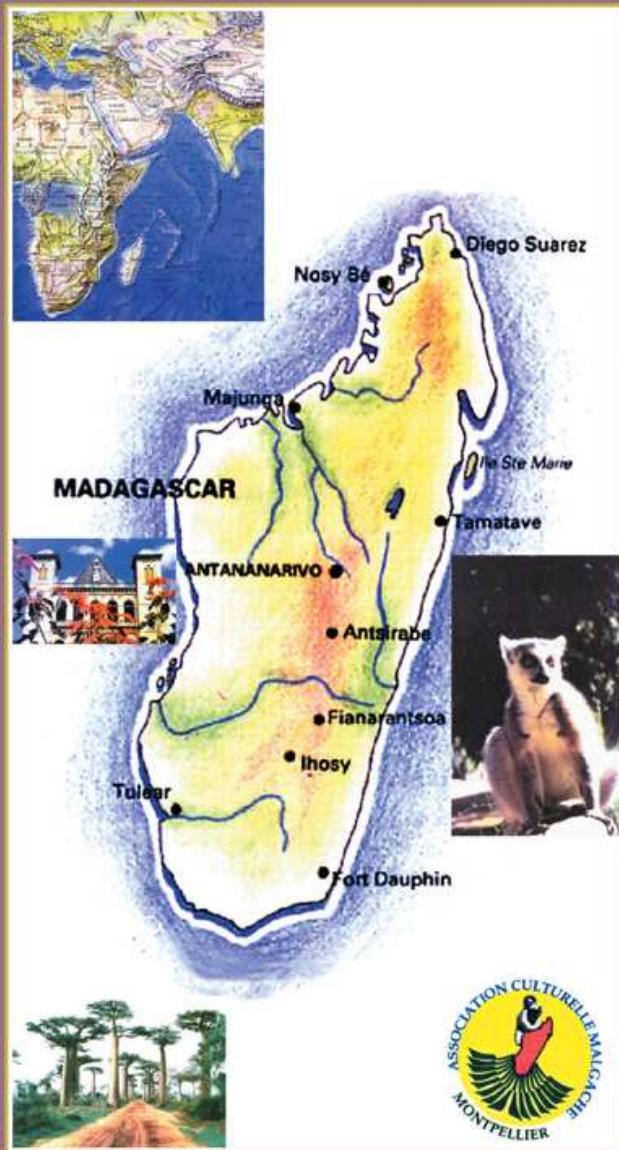 Diego Suarez
Nosy Bé
Majunga
Ile Ste Marie
MADAGASCAR
Tamatave
ANTANANARIVO
Antsirabe
Fianarantsoa
Ihosy
Tulear
Fort Dauphin
ASSOCIATION CULTURELLE MALGACHE
MONTPELLIER